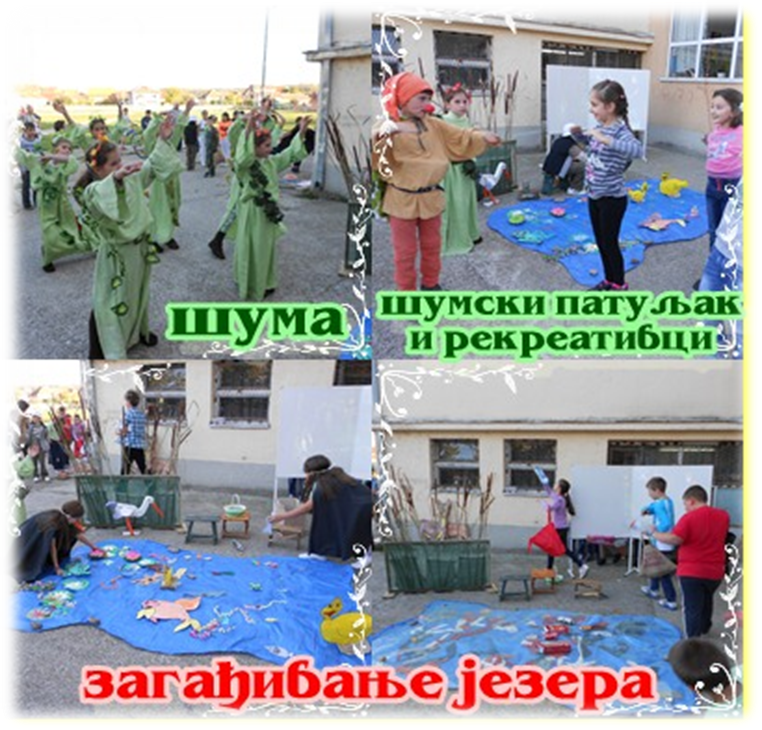 шума
шумски патуљак
и рекреативци
загађивање језера